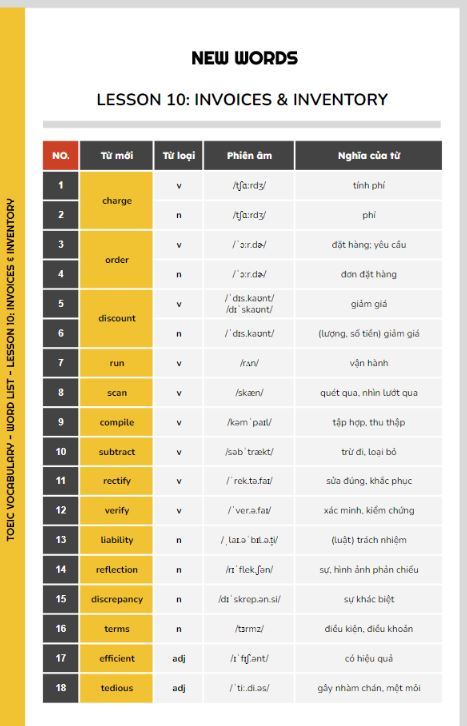 NEW WORDS
LESSON 10: INVOICES & INVENTORY
NO. Từ mới Từ loại Phiên âm Nghĩa của từ
1 charge v /tʃɑːrdʒ/ tính phí
2 n /tʃɑːrdʒ/ phí
3 order v /ˈɔːr.dɚ/ đặt hàng; yêu cầu
4 n /ˈɔːr.dɚ/ đơn đặt hàng
5 discount v /ˈdɪs.kaʊnt/ /dɪˈskaʊnt/ giảm giá
6 n /ˈdɪs.kaʊnt/ (lượng, số tiền) giảm giá
7 run v /rʌn/ vận hành
8 scan v /skæn/ quét qua, nhìn lướt qua
9 compile v /kəmˈpaɪl/ tập hợp, thu thập
10 subtract v /səbˈtrækt/ trừ đi, loại bỏ
11 rectify v /ˈrek.tə.faɪ/ sửa đúng, khắc phục
12 verify v /ˈver.ə.faɪ/ xác minh, kiểm chứng
13 liability n /ˌlaɪ.əˈbɪl.ə.t̬i/ (luật) trách nhiệm
14 reflection n /rɪˈflek.ʃən/ sự, hình ảnh phản chiếu
15 discrepancy n /dɪˈskrep.ən.si/ sự khác biệt
16 terms n /tɜrmz/ điều kiện, điều khoản
17 efficient adj /ɪˈfɪʃ.ənt/ có hiệu quả
18 tedious adj /ˈtiː.di.əs/ gây nhàm chán, mệt mỏi
TOEIC VOCABULARY - WORD LIST - LESSON 10: INVOICES & INVENTORY